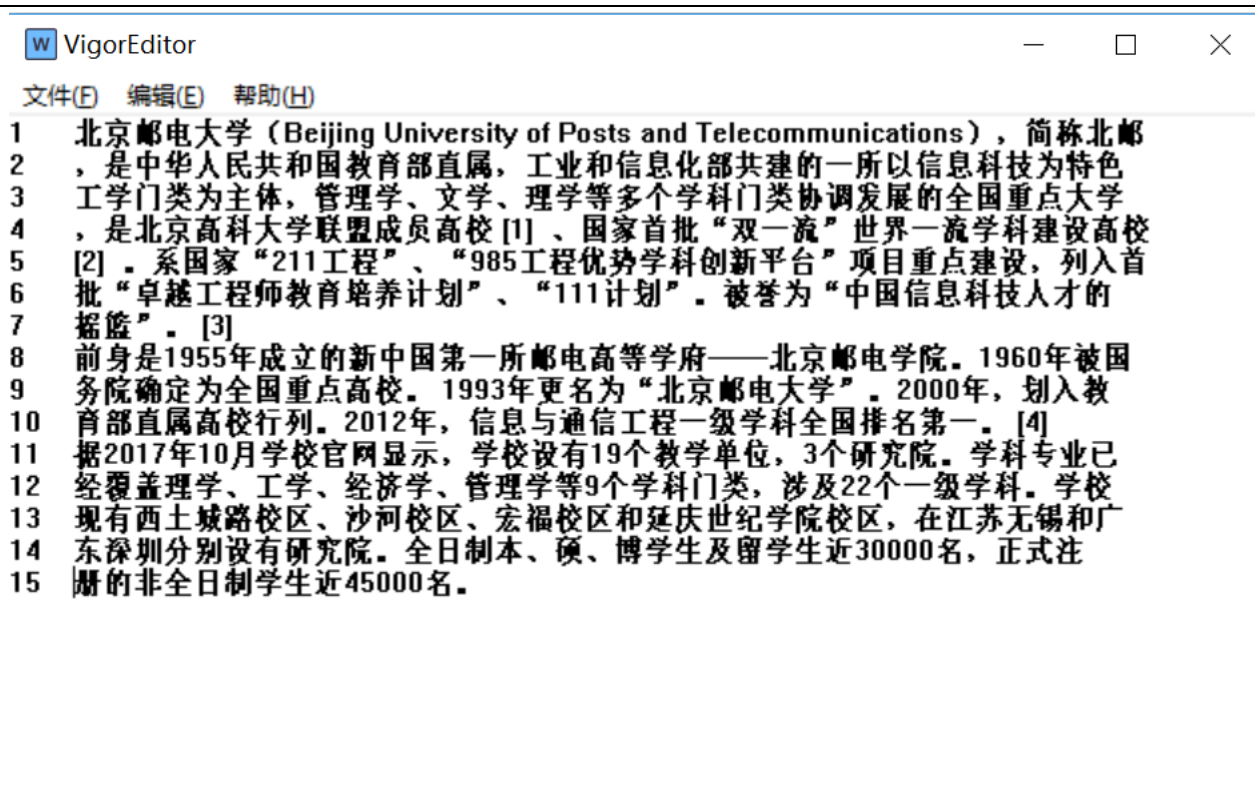 W VigorEditor
文件(F) 编辑(E) 帮助(H)
1 北京邮电大学（Beijing University of Posts and Telecommunications），简称北邮
2 ，是中华人民共和国教育部直属，工业和信息化部共建的一所以信息科技为特色
3 工学门类为主体，管理学、文学、理学等多个学科门类协调发展的全国重点大学
4 ，是北京高科大学联盟成员高校 [1] 、国家首批“双一流”世界一流学科建设高校
5 [2] 。系国家“211工程”、“985工程优势学科创新平台”项目重点建设，列入首
6 批“卓越工程师教育培养计划”、“111计划”。被誉为“中国信息科技人才的
7 摇篮”。 [3]
8 前身是1955年成立的新中国第一所邮电高等学府——北京邮电学院。1960年被国
9 务院确定为全国重点高校。1993年更名为“北京邮电大学”。2000年，划入教
10 育部直属高校行列。2012年，信息与通信工程一级学科全国排名第一。 [4]
11 据2017年10月学校官网显示，学校设有19个教学单位，3个研究院。学科专业已
12 经覆盖理学、工学、经济学、管理学等9个学科门类，涉及22个一级学科。学校
13 现有西土城路校区、沙河校区、宏福校区和延庆世纪学院校区，在江苏无锡和广
14 东深圳分别设有研究院。全日制本、硕、博学生及留学生近30000名，正式注
15 册的非全日制学生近45000名。